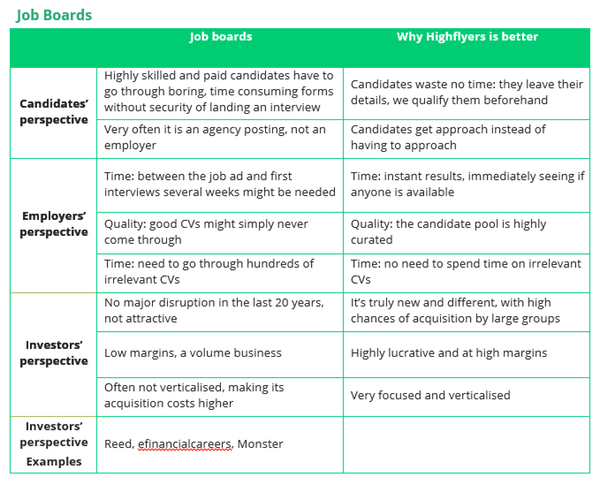 Job Boards
Job boards
Why Highflyers is better
Candidates’
perspective
Highly skilled and paid candidates have to
go through boring, time consuming forms
without security of landing an interview
Candidates waste no time: they leave their
details, we qualify them beforehand
Very often it is an agency posting, not an
employer
Candidates get approach instead of
having to approach
Employers’
perspective
Time: between the job ad and first
interviews several weeks might be needed
Time: instant results, immediately seeing if
anyone is available
Quality: good CVs might simply never
come through
Quality: the candidate pool is highly
curated
Time: need to go through hundreds of
irrelevant CVs
Time: no need to spend time on irrelevant
CVs
Investors’
perspective
No major disruption in the last 20 years,
not attractive
It’s truly new and different, with high
chances of acquisition by large groups
Low margins, a volume business
Highly lucrative and at high margins
Often not verticalised, making its
acquisition costs higher
Very focused and verticalised
Investors’
perspective
Examples
Reed, efinancialcareers, Monster